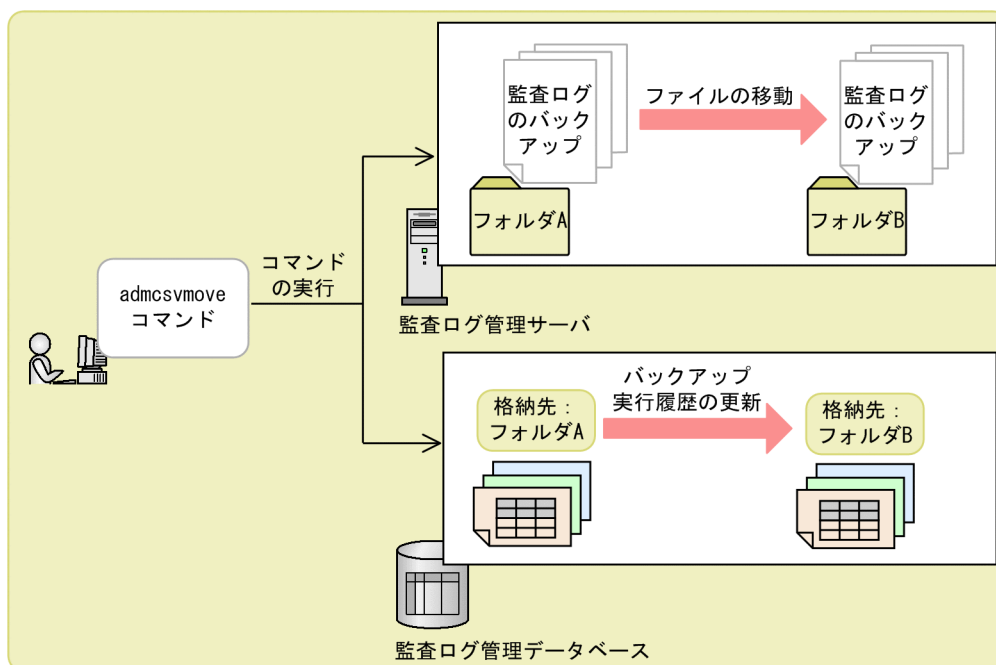 監査ログ
のバック
アップ
ファイルの移動
監査ログ
のバック
アップ
フォルダA
フォルダB
監査ログ管理サーバ
コマンド
の実行
admcsvmove
コマンド
バックアップ
実行履歴の更新
格納先：
フォルダA
格納先：
フォルダB
監査ログ管理データベース